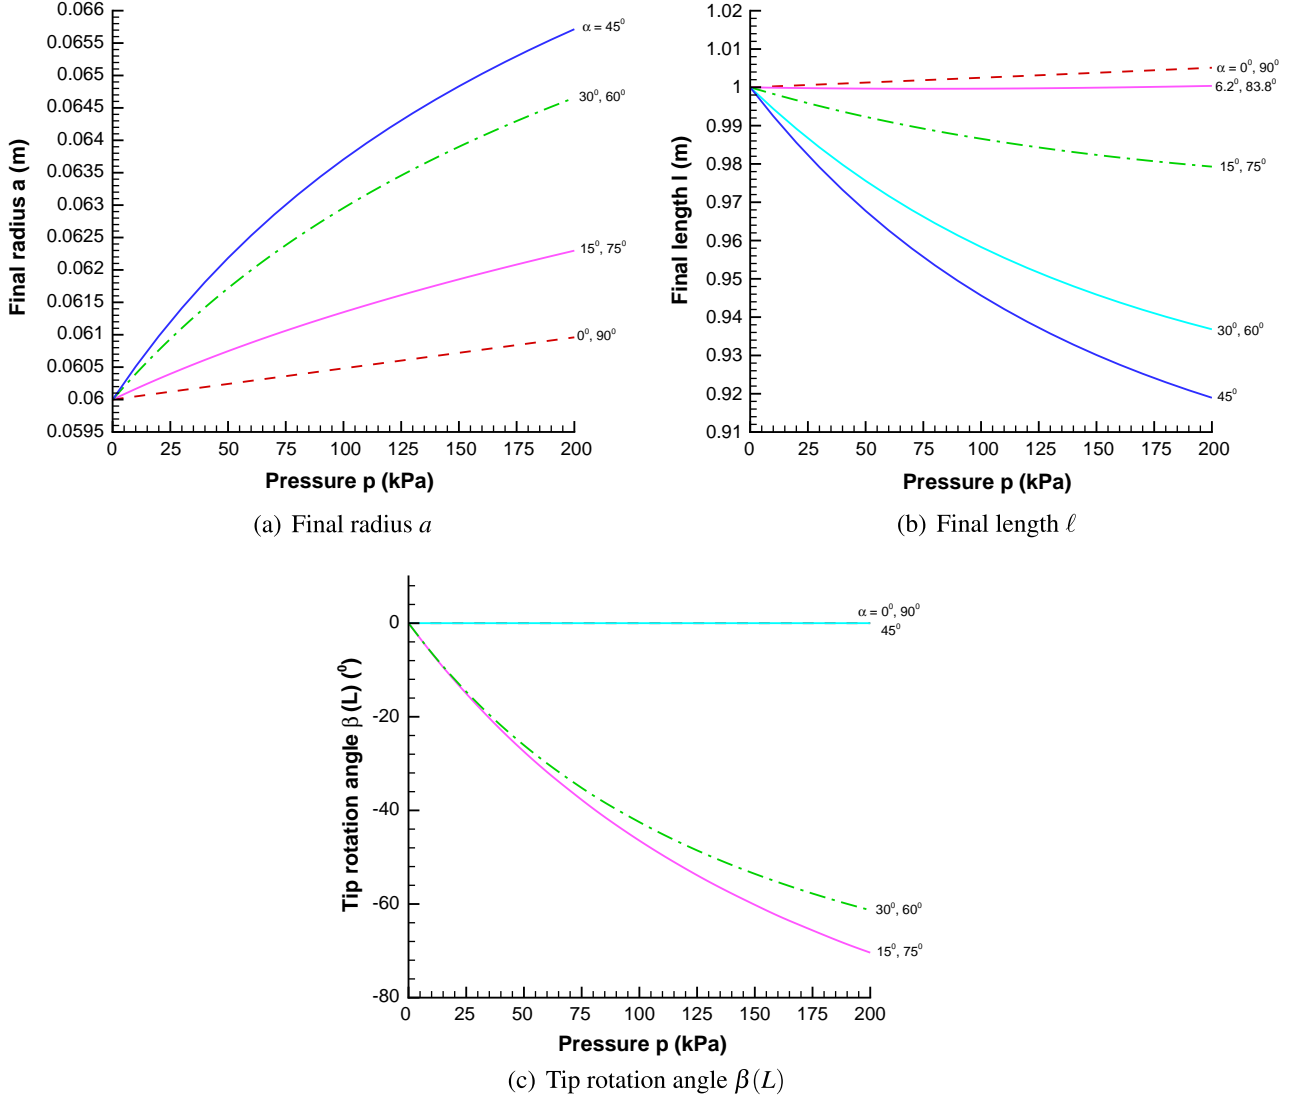 0.066
0.0655
0.065
0.0645
0.064
0.0635
0.063
0.0625
0.062
0.0615
0.061
0.0605
0.06
0.0595
Final radius a (m)
0 25 50 75 100 125 150 175 200
Pressure p (kPa)
α = 45⁰
30⁰, 60⁰
15⁰, 75⁰
0⁰, 90⁰
(a) Final radius a
1.02
1.01
1
0.99
0.98
0.97
0.96
0.95
0.94
0.93
0.92
0.91
Final length l (m)
0 25 50 75 100 125 150 175 200
Pressure p (kPa)
α = 0⁰, 90⁰
6.2⁰, 83.8⁰
15⁰, 75⁰
30⁰, 60⁰
45⁰
(b) Final length ℓ
0
-20
-40
-60
-80
Tip rotation angle β (L) (⁰)
0 25 50 75 100 125 150 175 200
Pressure p (kPa)
α = 0⁰, 90⁰
45⁰
30⁰, 60⁰
15⁰, 75⁰
(c) Tip rotation angle β(L)